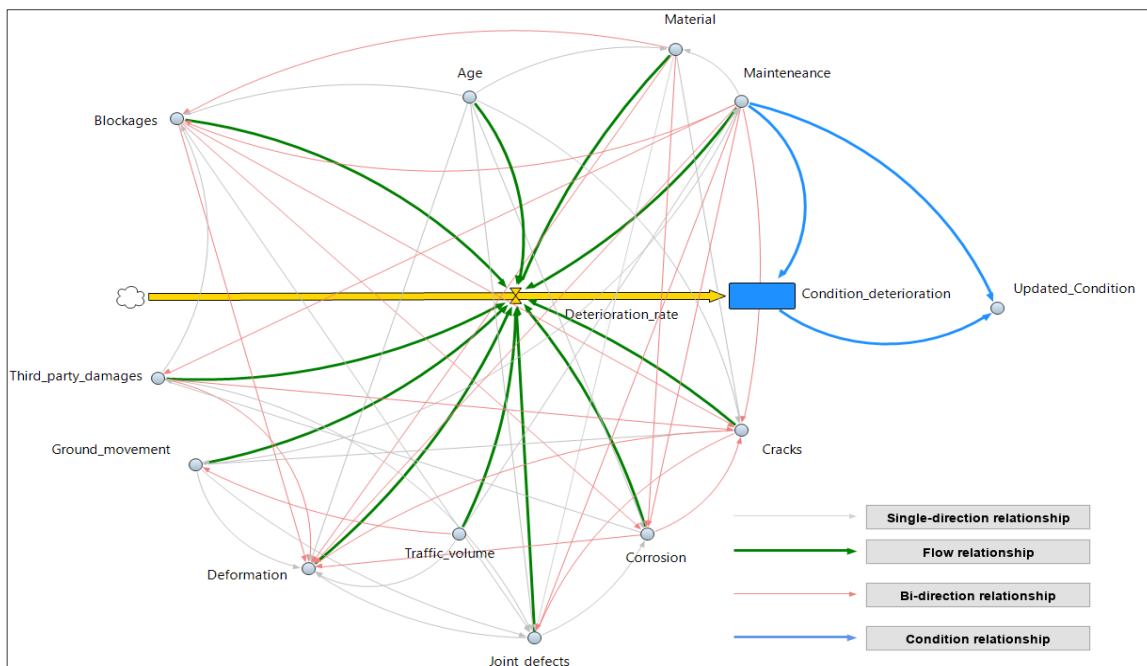 Material
Age
Mainteneance
Blockages
Condition_deterioration
Updated_Condition
Deterioration_rate
Third_party_damages
Ground_movement
Cracks
Traffic_volume
Corrosion
Deformation
Joint_defects
Single-direction relationship
Flow relationship
Bi-direction relationship
Condition relationship